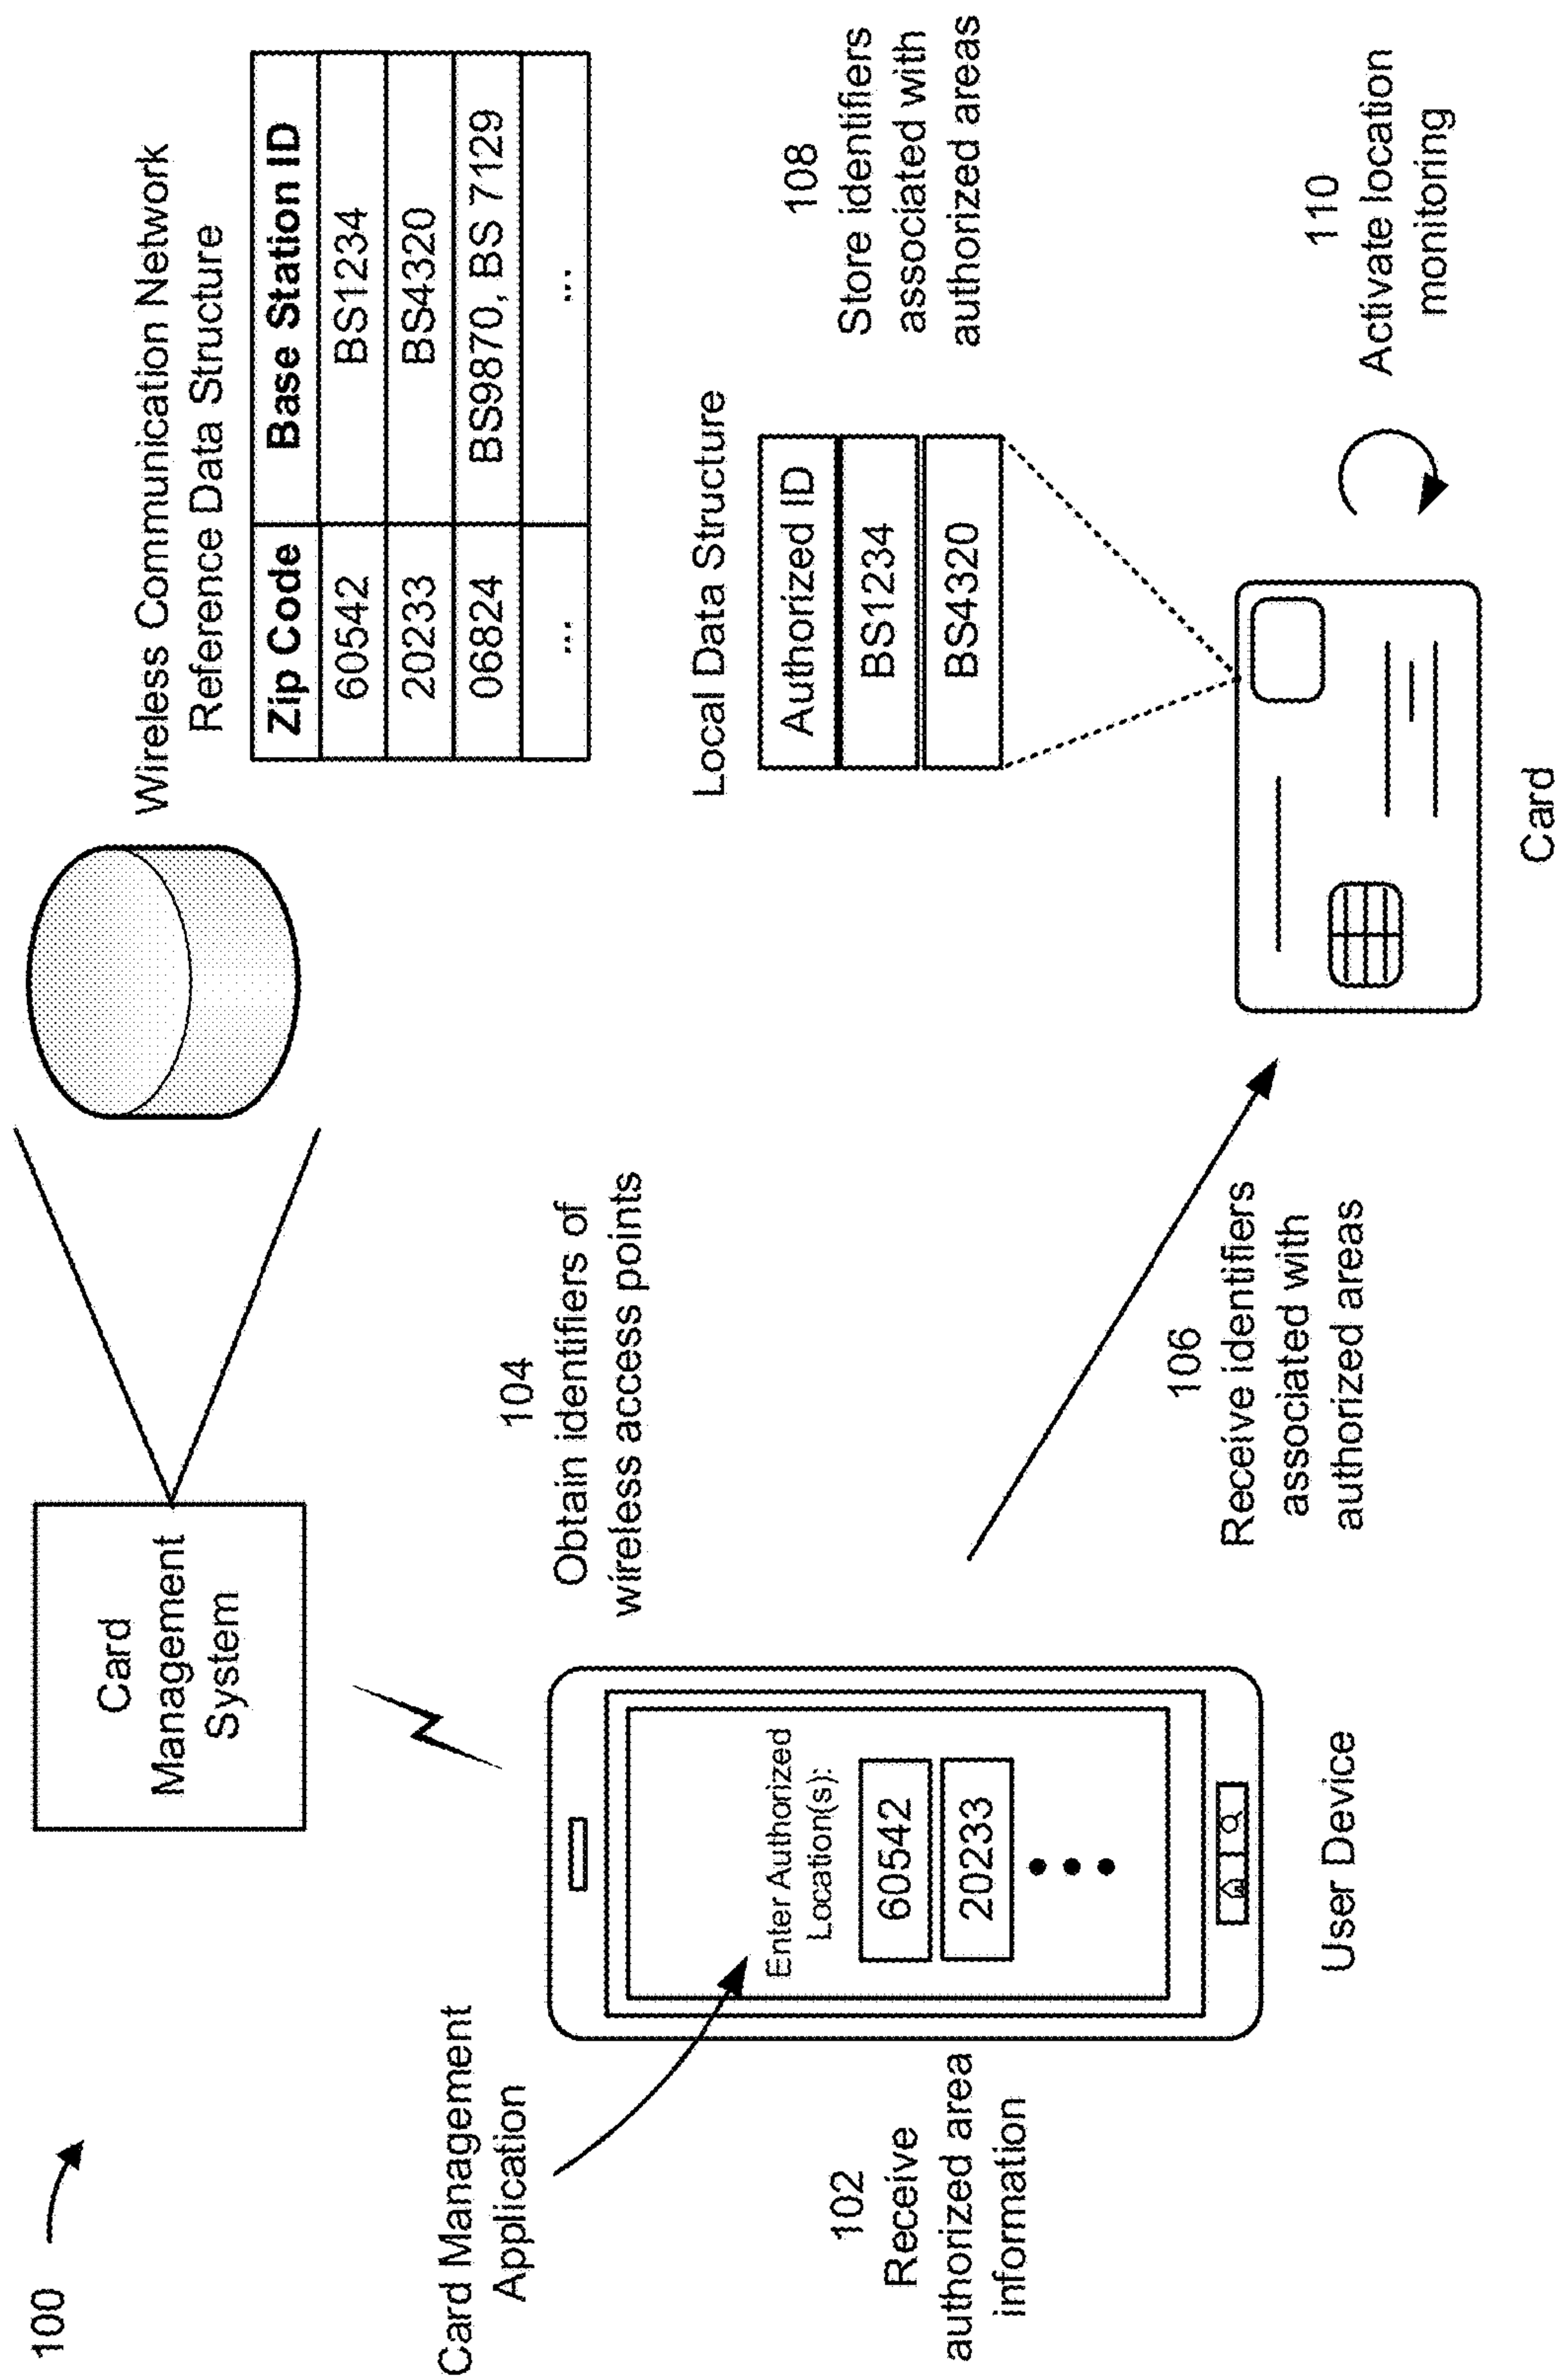 100
Card
Management
System
Wireless Communication Network
Reference Data Structure
Zip Code Base Station ID
60542 BS1234
20233 BS4320
06824 BS9870, BS 7129
... ...
Card Management
Application
104
Obtain identifiers of
wireless access points
102
Receive
authorized area
information
Enter Authorized
Location(s):
60542
20233
User Device
106
Receive identifiers
associated with
authorized areas
Local Data Structure
Authorized ID
BS1234
BS4320
108
Store identifiers
associated with
authorized areas
110
Activate location
monitoring
Card